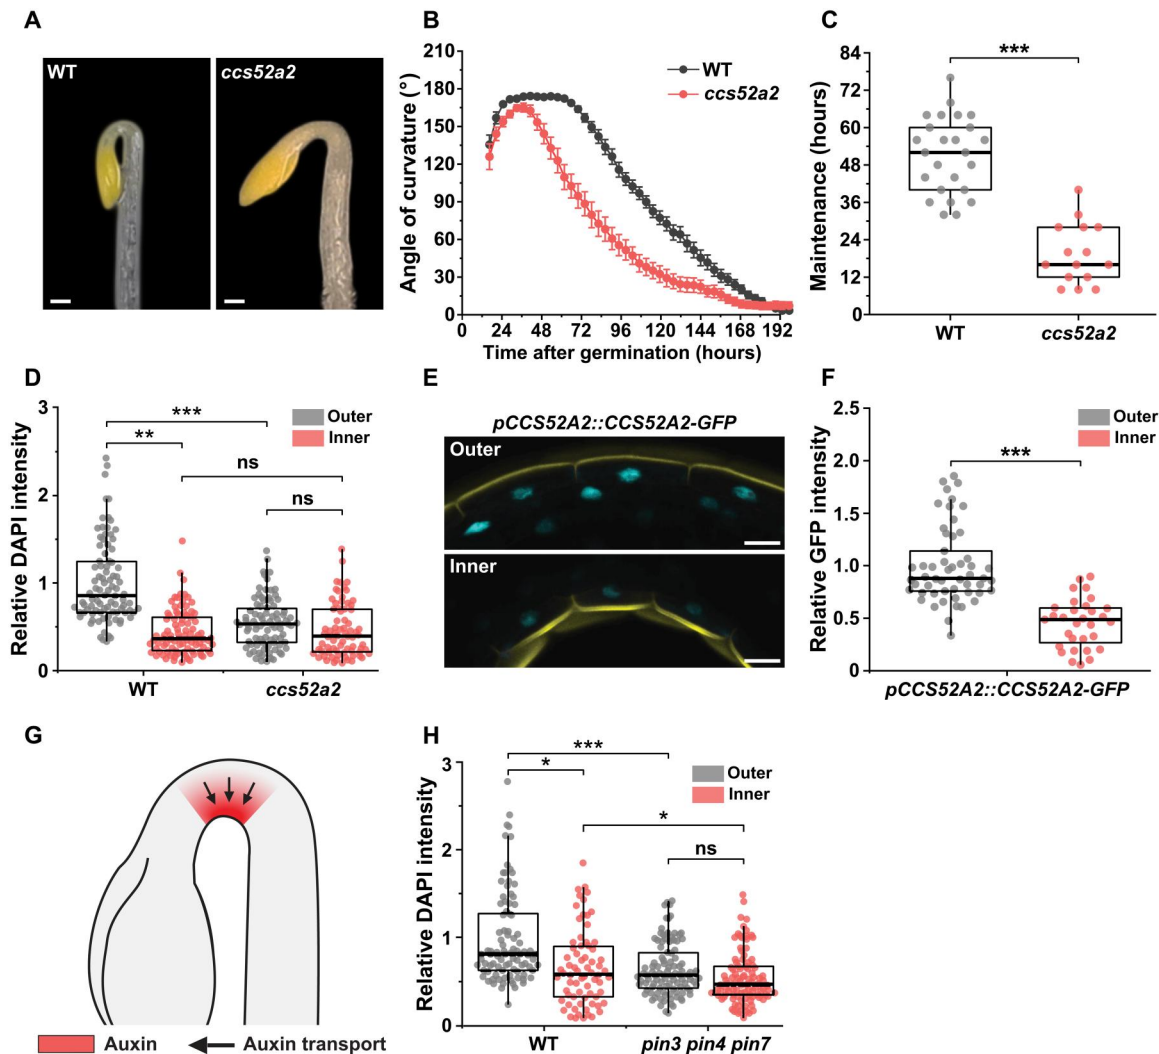 A
WT
ccs52a2
B
Angle of curvature (°)
210
180
150
120
90
60
30
0
WT
ccs52a2
0 24 48 72 96 120 144 168 192
Time after germination (hours)
C
Maintenance (hours)
84
72
60
48
36
24
12
0
***
WT ccs52a2
D
Relative DAPI intensity
3
2
1
0
Outer
Inner
***
**
ns
ns
WT ccs52a2
E
pCCS52A2::CCS52A2-GFP
Outer
Inner
F
Relative GFP intensity
2.5
2.0
1.5
1.0
0.5
0
Outer
Inner
***
pCCS52A2::CCS52A2-GFP
G
Auxin
Auxin transport
H
Relative DAPI intensity
3
2
1
0
Outer
Inner
***
*
*
ns
WT pin3 pin4 pin7